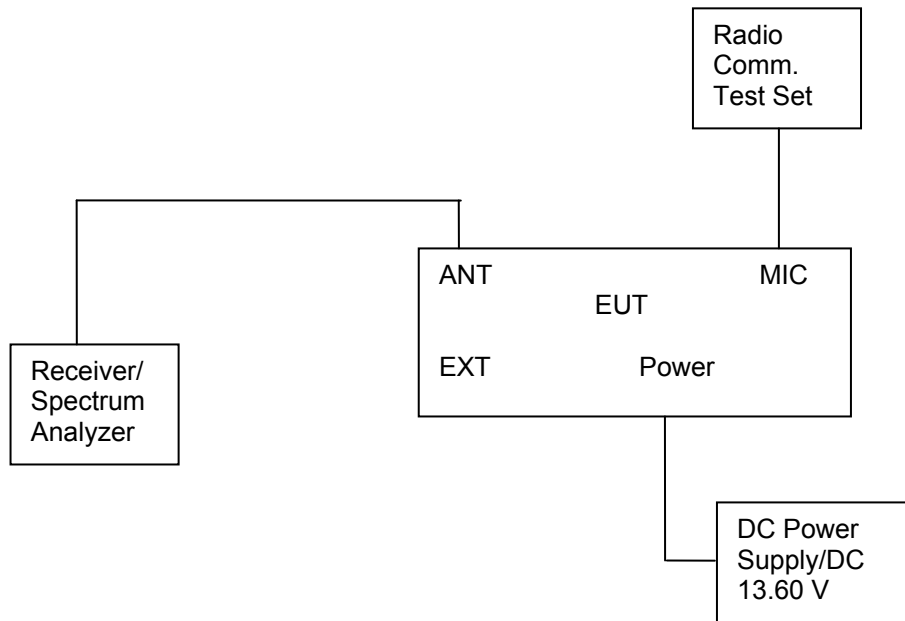 Radio
Comm.
Test Set
ANT
MIC
EUT
EXT
Power
Receiver/
Spectrum
Analyzer
DC Power
Supply/DC
13.60 V